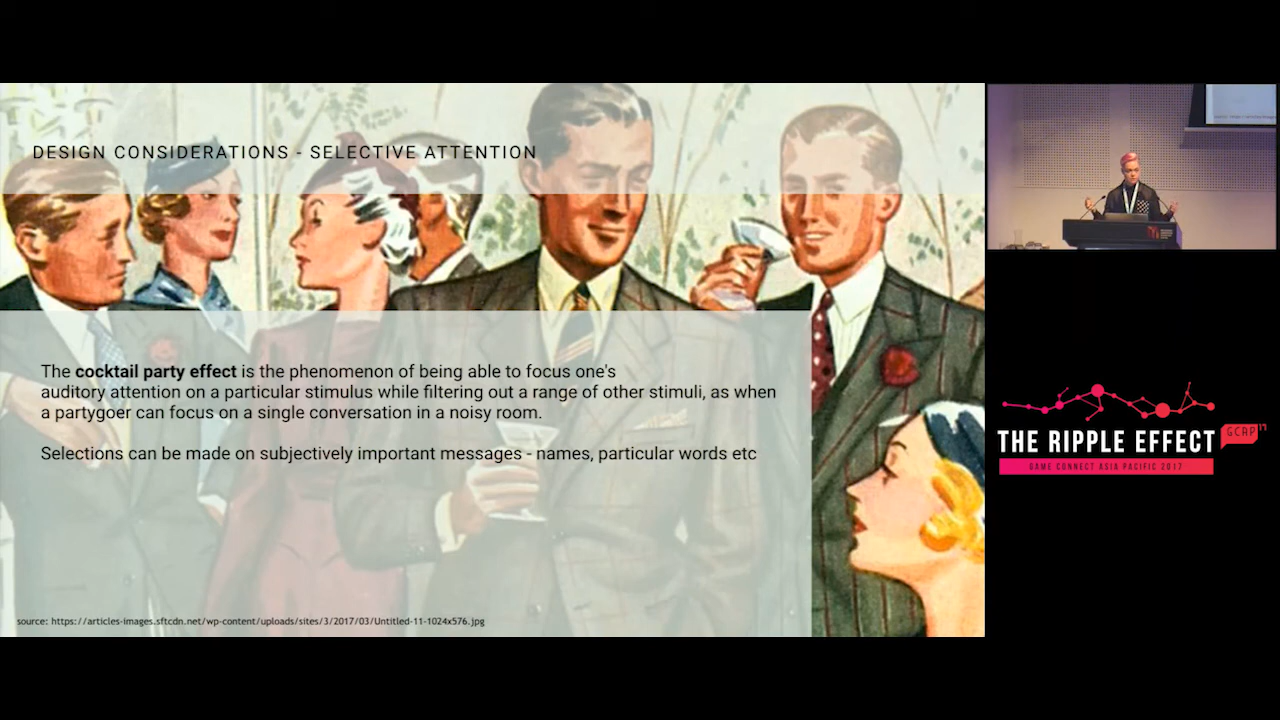 DESIGN CONSIDERATIONS - SELECTIVE ATTENTION
The cocktail party effect is the phenomenon of being able to focus one's
auditory attention on a particular stimulus while filtering out a range of other stimuli, as when
a partygoer can focus on a single conversation in a noisy room.
Selections can be made on subjectively important messages - names, particular words etc
source: https://articles-images.sftcdn.net/wp-content/uploads/sites/3/2017/03/Untitled-11-1024x576.jpg
THE RIPPLE EFFECT
GCAP17
GAME CONNECT ASIA PACIFIC 2017